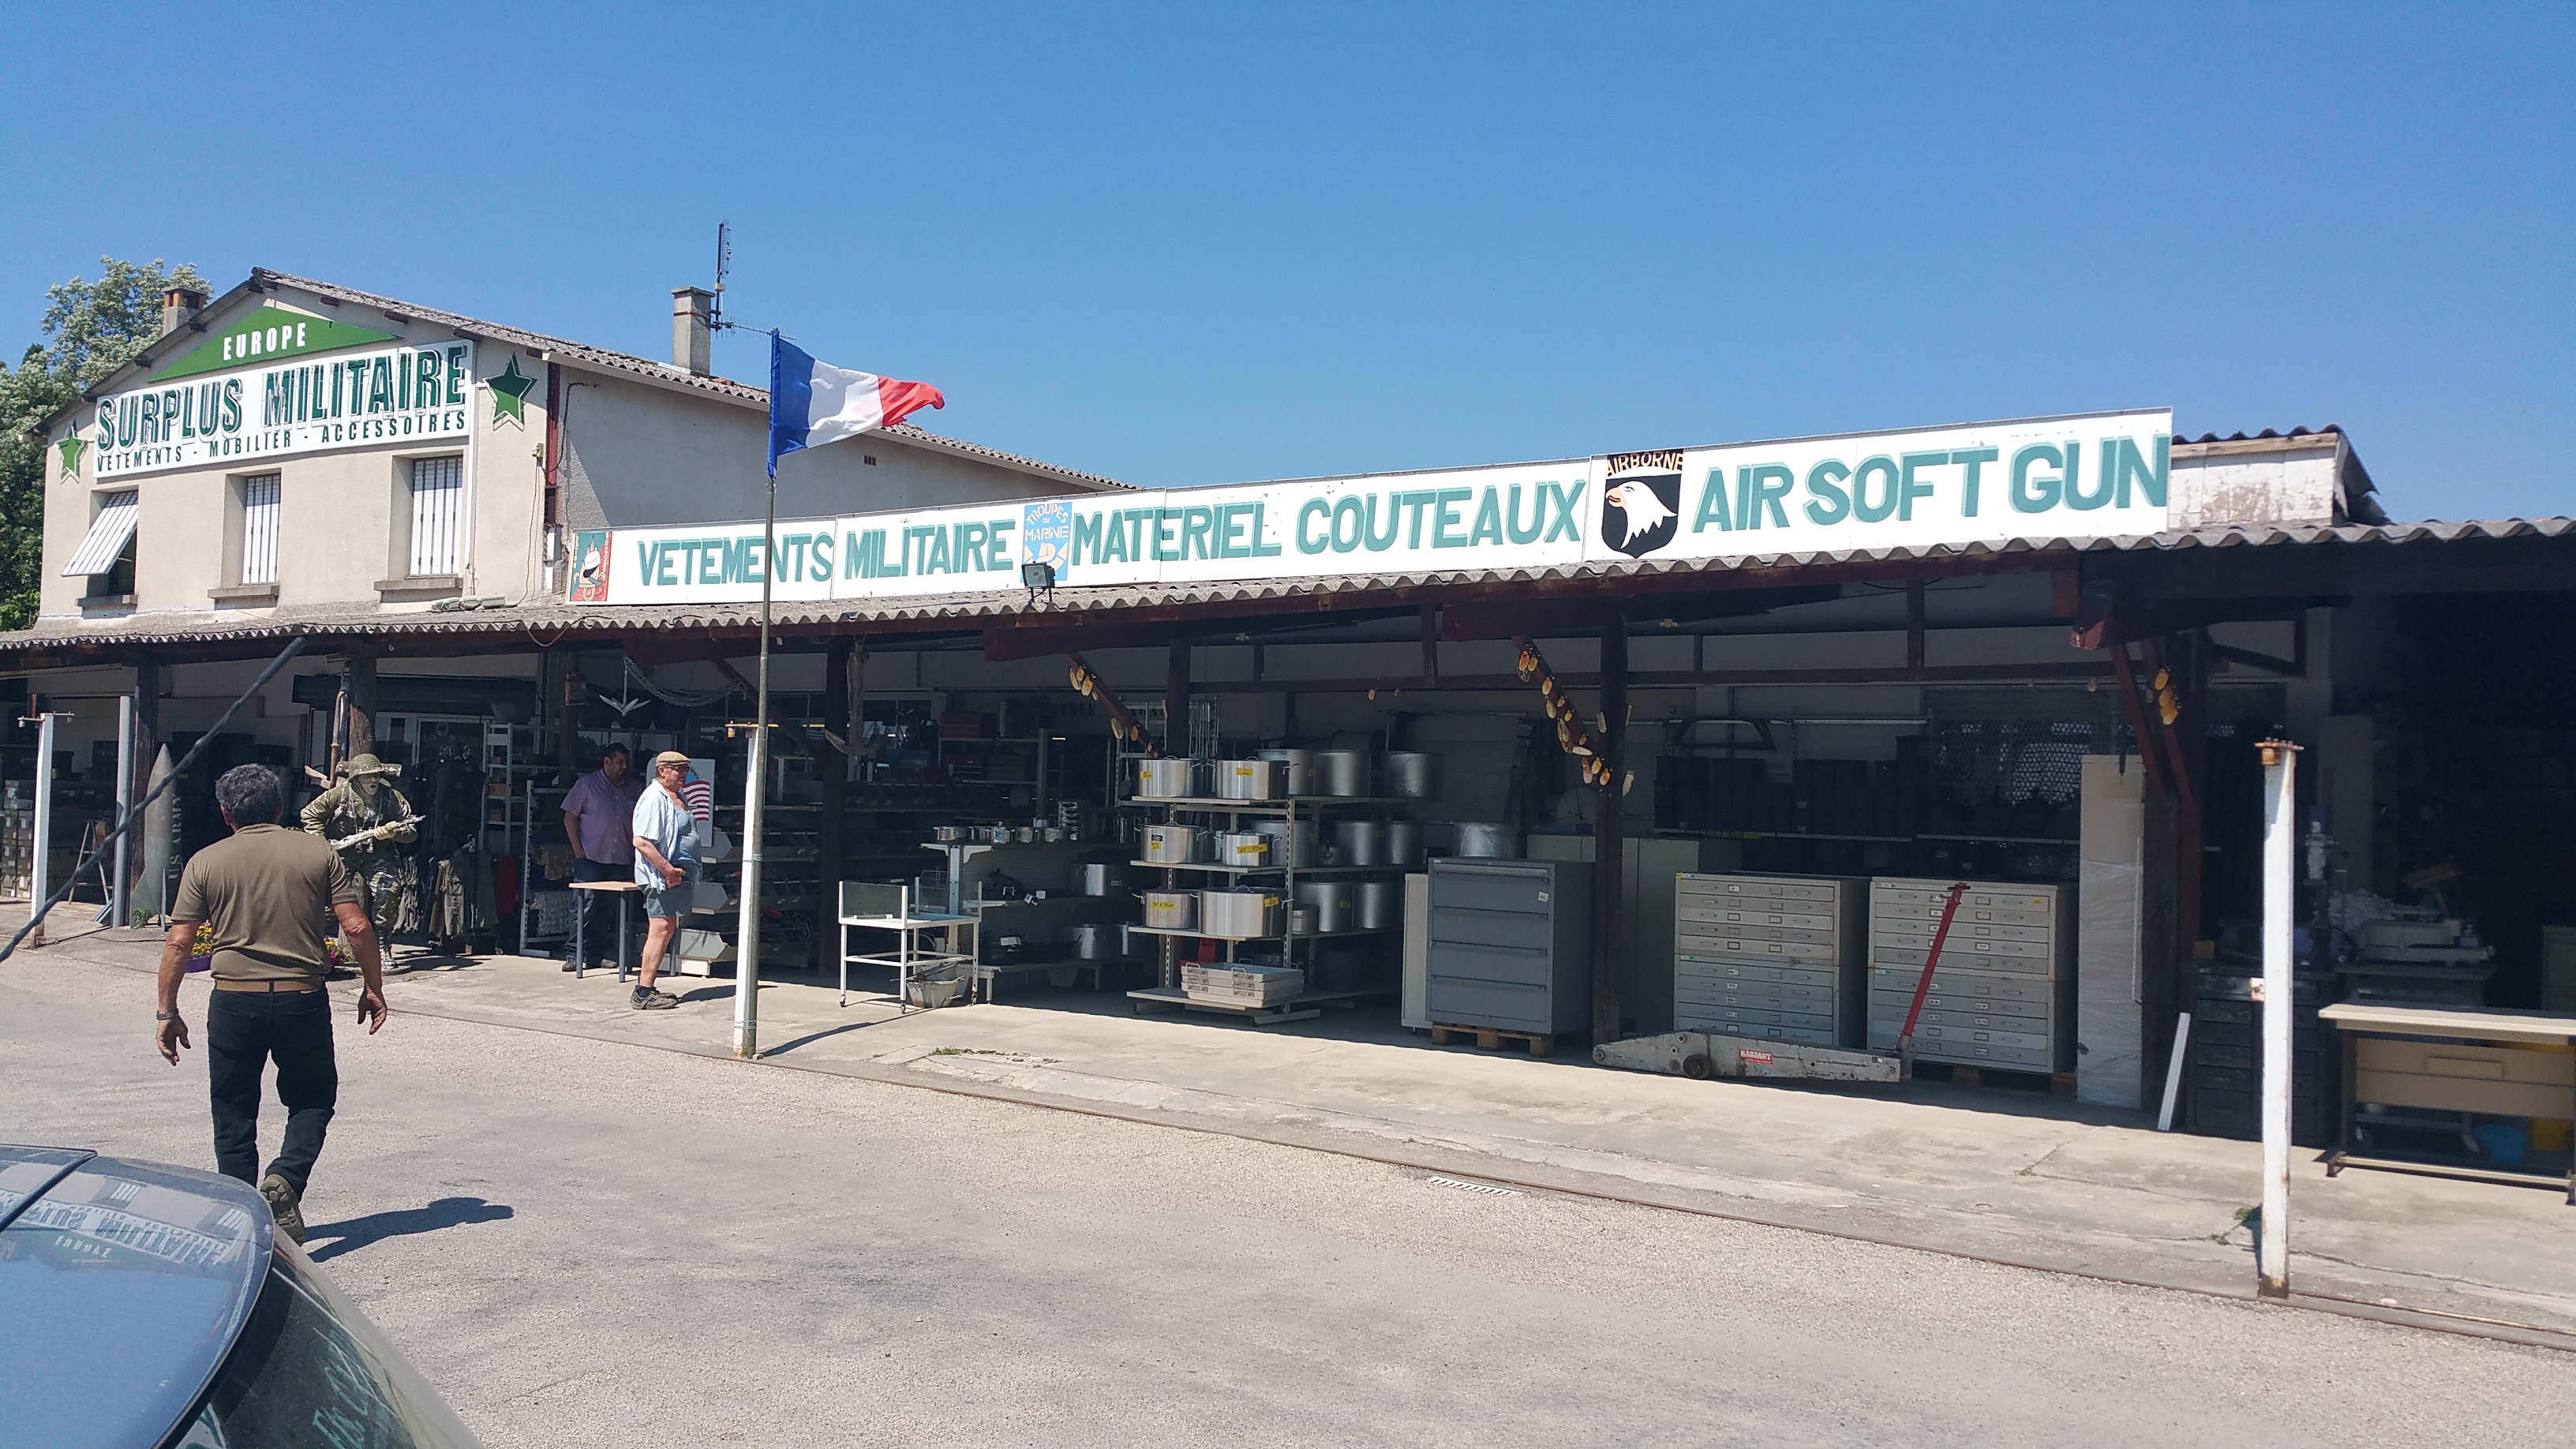 EUROPE
SURPLUS MILITAIRE
VETEMENTS - MOBILIER - ACCESSOIRES
VETEMENTS MILITAIRE
TROUPES
DE
MARINE
MATERIEL COUTEAUX
AIRBORNE
AIR SOFT GUN
US ARMY
BASSART